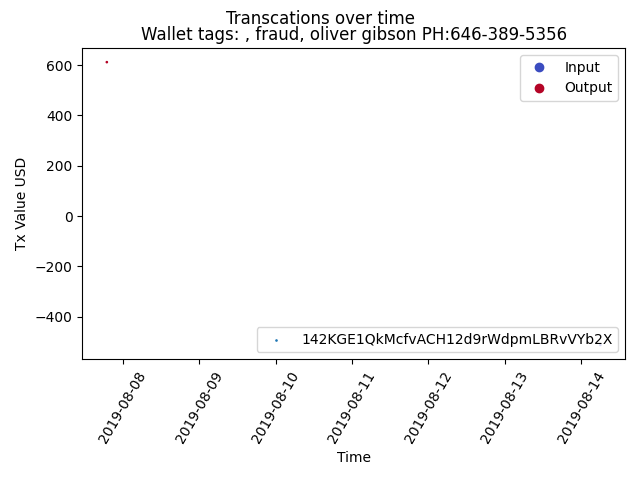 Transcations over time
Wallet tags: , fraud, oliver gibson PH:646-389-5356
Input
Output
600
400
200
0
−200
−400
Tx Value USD
142KGE1QkMcfvACH12d9rWdpmLBRvVYb2X
2019-08-08
2019-08-09
2019-08-10
2019-08-11
2019-08-12
2019-08-13
2019-08-14
Time